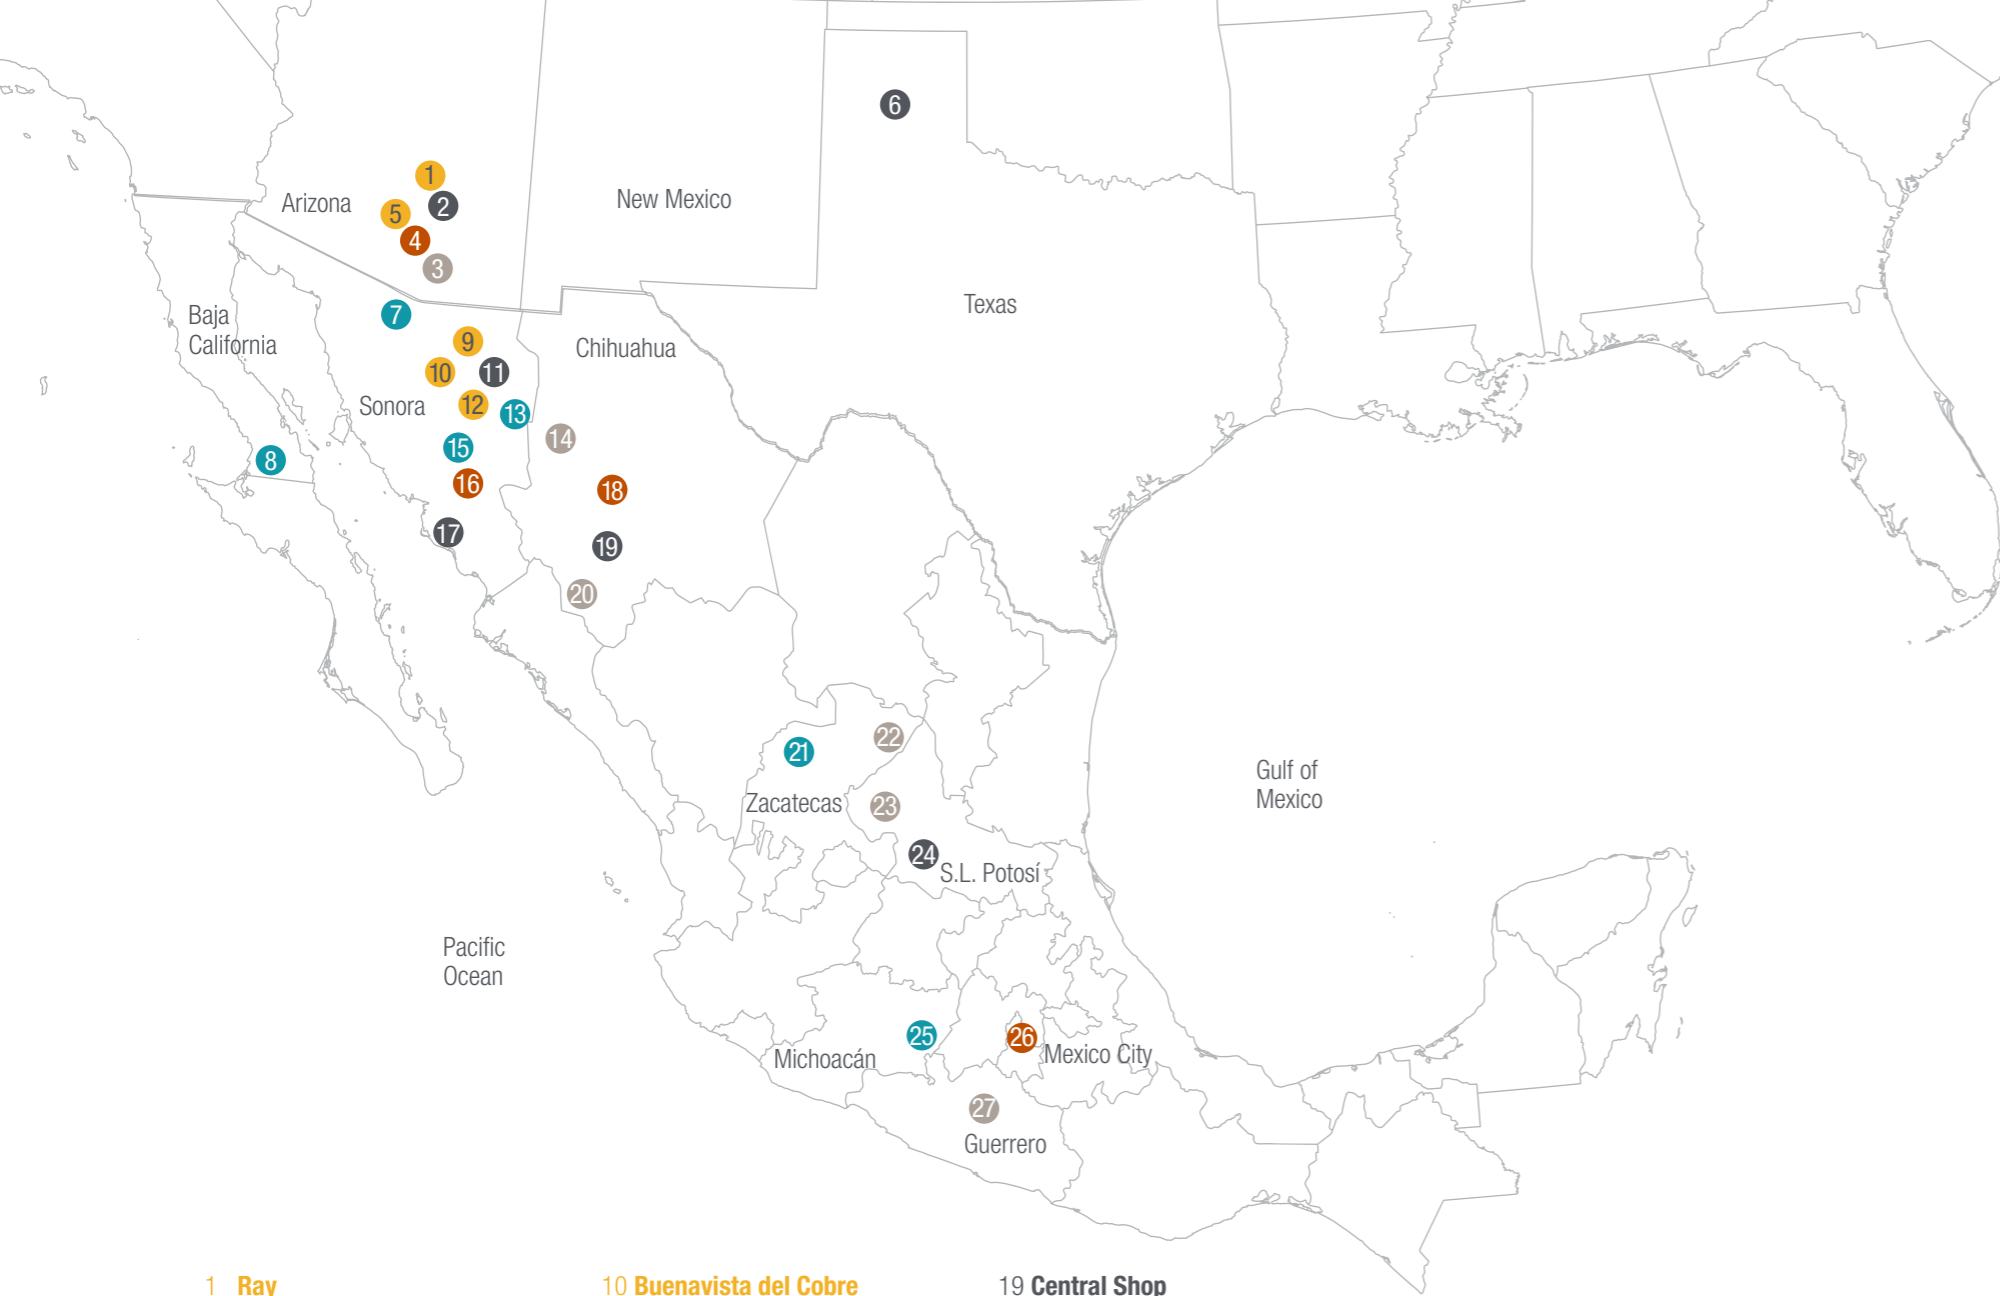 6
1
Arizona
2
New Mexico
5
4
3
Baja
California
7
Texas
9
Chihuahua
10
11
Sonora
12
13
14
15
8
16
18
17
19
20
22
21
Zacatecas
23
24
S.L. Potosí
Gulf of
Mexico
Pacific
Ocean
25
26
Michoacán
Mexico City
27
Guerrero
1 Ray
10 Buenavista del Cobre
19 Central Shop